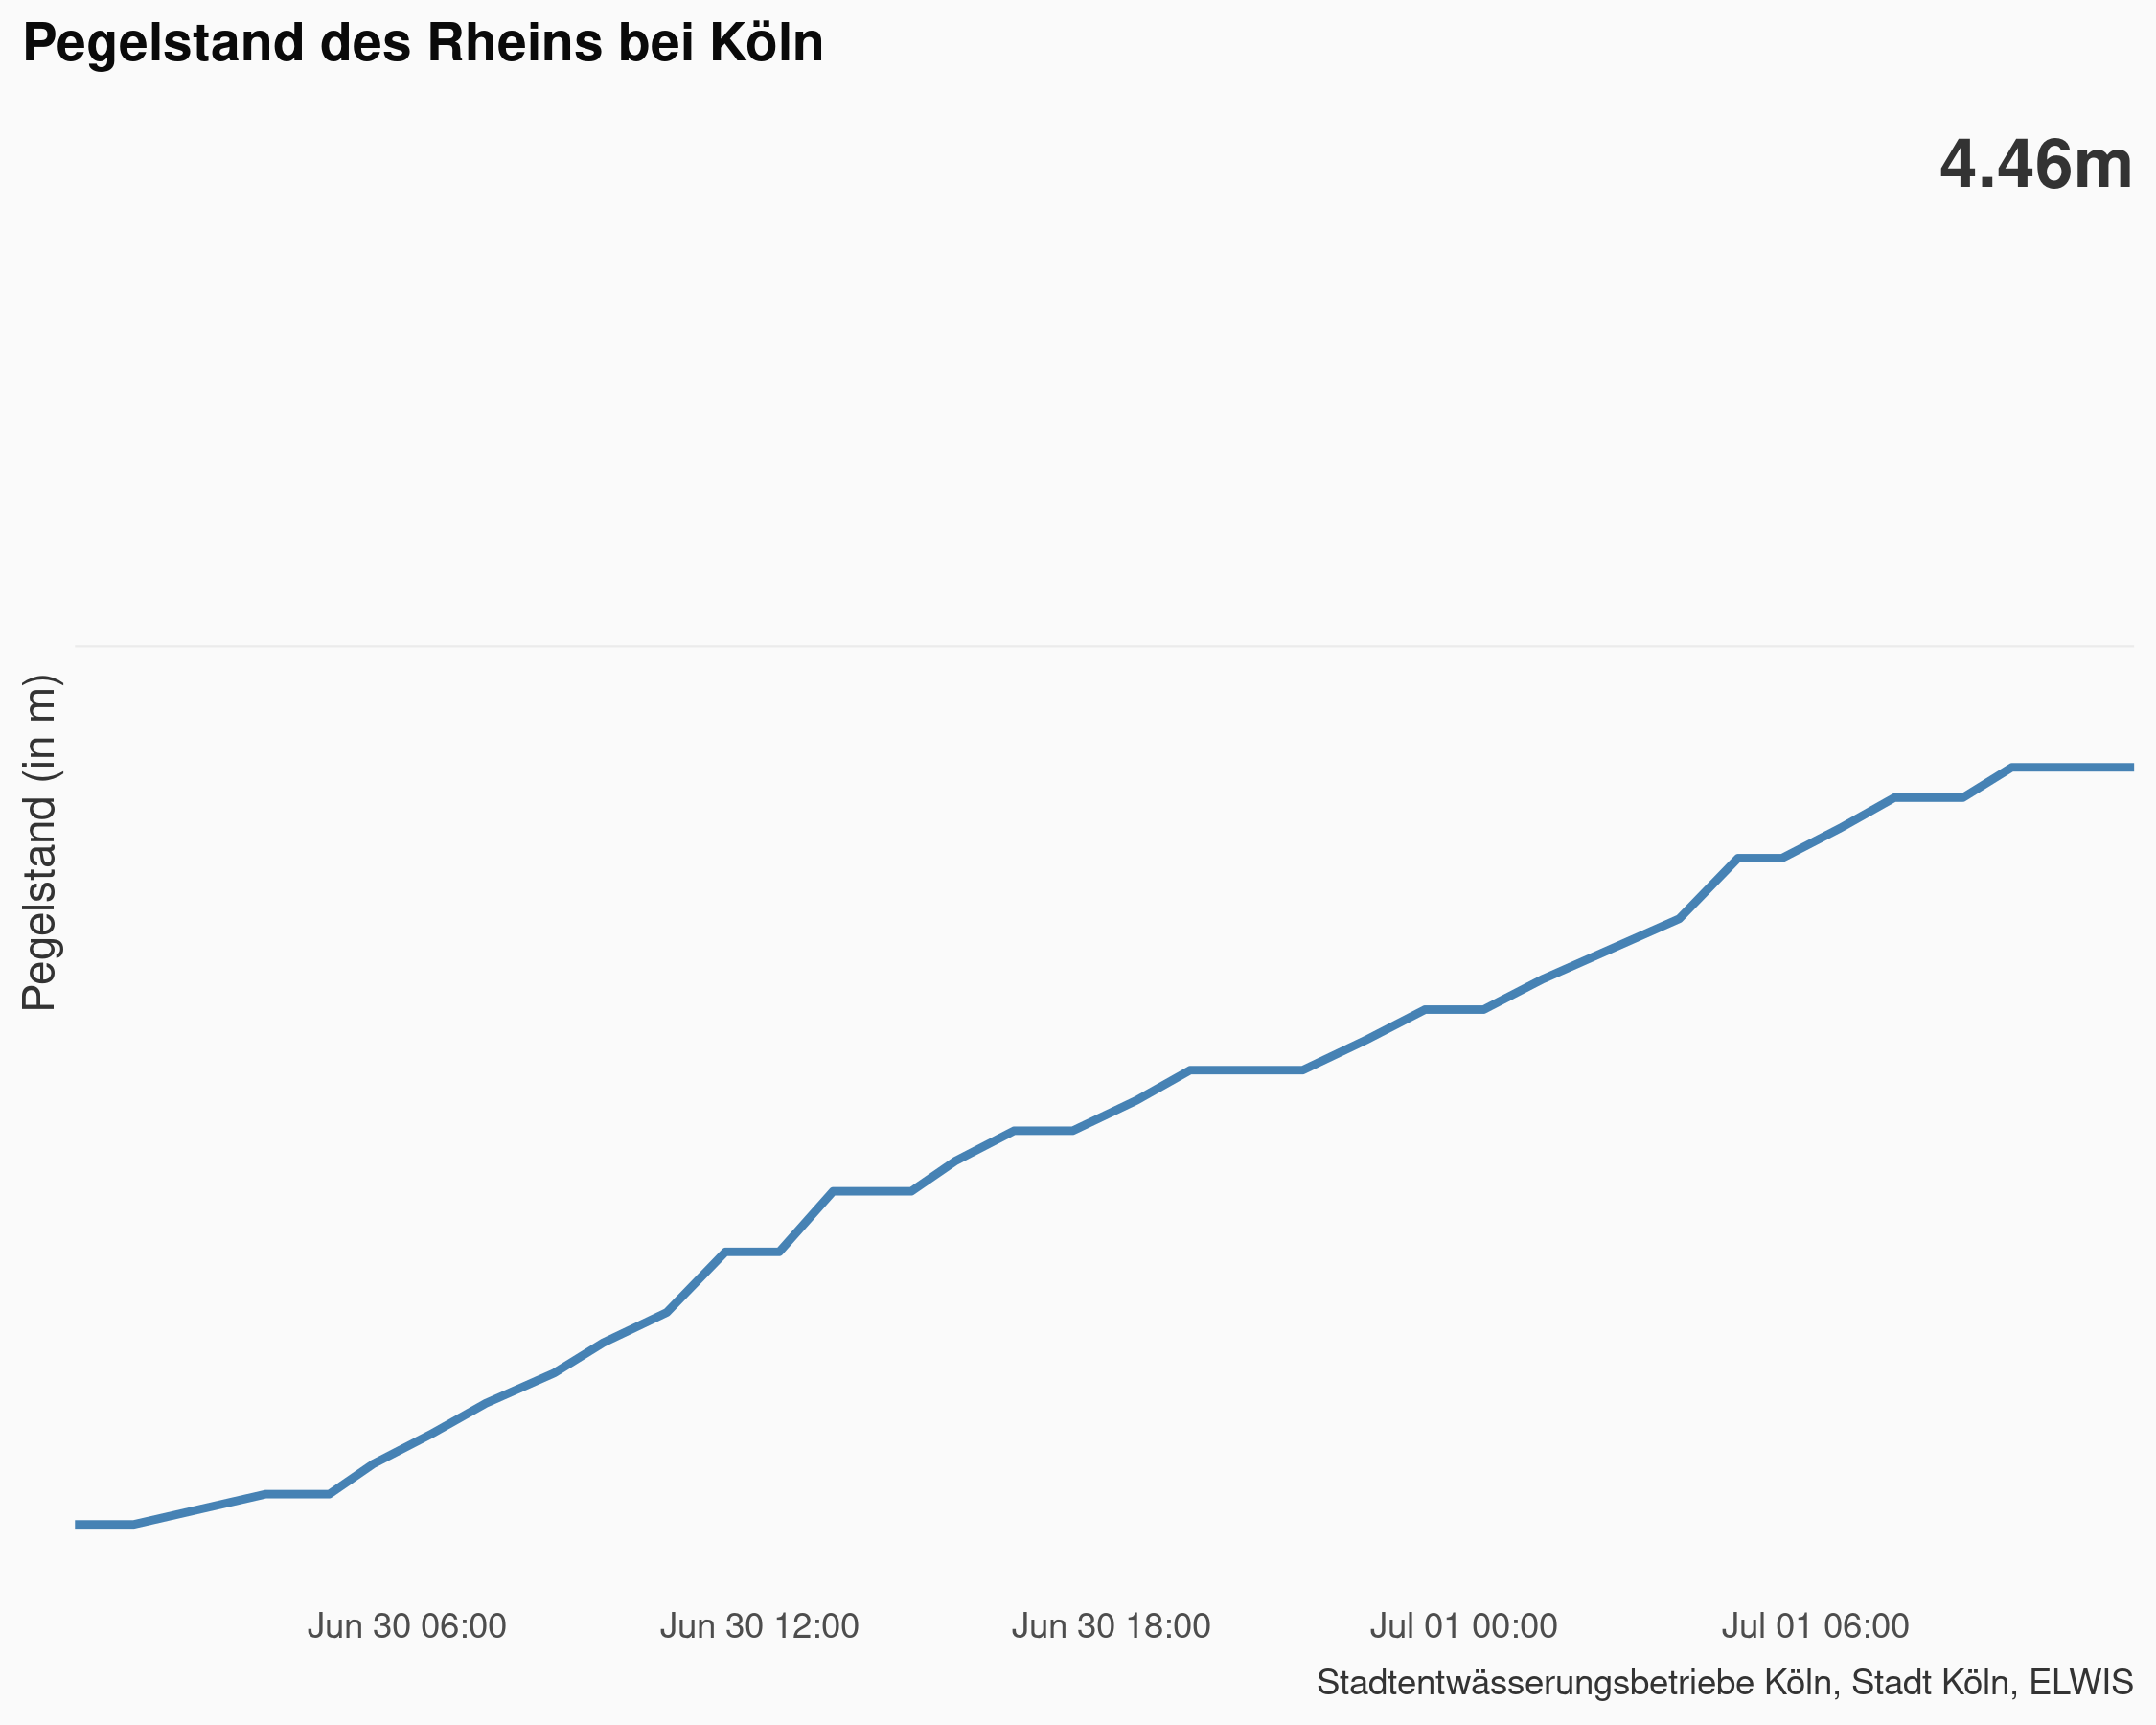 Pegelstand des Rheins bei Köln
4.46m
Pegelstand (in m)
Jun 30 06:00 Jun 30 12:00 Jun 30 18:00 Jul 01 00:00 Jul 01 06:00
Stadtentwässerungsbetriebe Köln, Stadt Köln, ELWIS